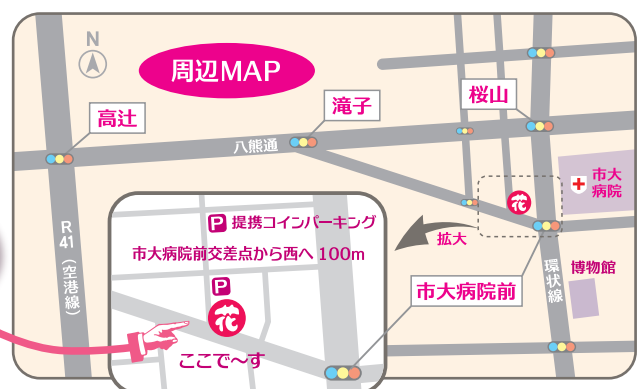 N
周辺MAP
高辻
滝子
桜山
八熊通
市大
病院
花
拡大
R
41
(空港線)
P 提携コインパーキング
市大病院前交差点から西へ 100m
P
花
ここで〜す
市大病院前
環状線
博物館